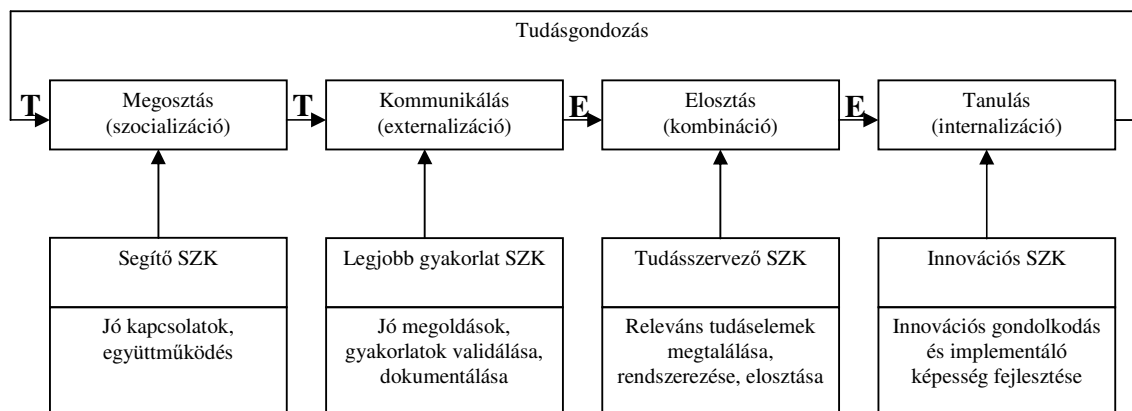 Tudásgondozás
T
Megosztás
(szocializáció)
T
Kommunikálás
(externalizáció)
E
Elosztás
(kombináció)
E
Tanulás
(internalizáció)
Segítő SZK
Jó kapcsolatok,
együttműködés
Legjobb gyakorlat SZK
Jó megoldások,
gyakorlatok validálása,
dokumentálása
Tudásszervező SZK
Releváns tudáselemek
megtalálása,
rendszerezése, elosztása
Innovációs SZK
Innovációs gondolkodás
és implementáló
képesség fejlesztése